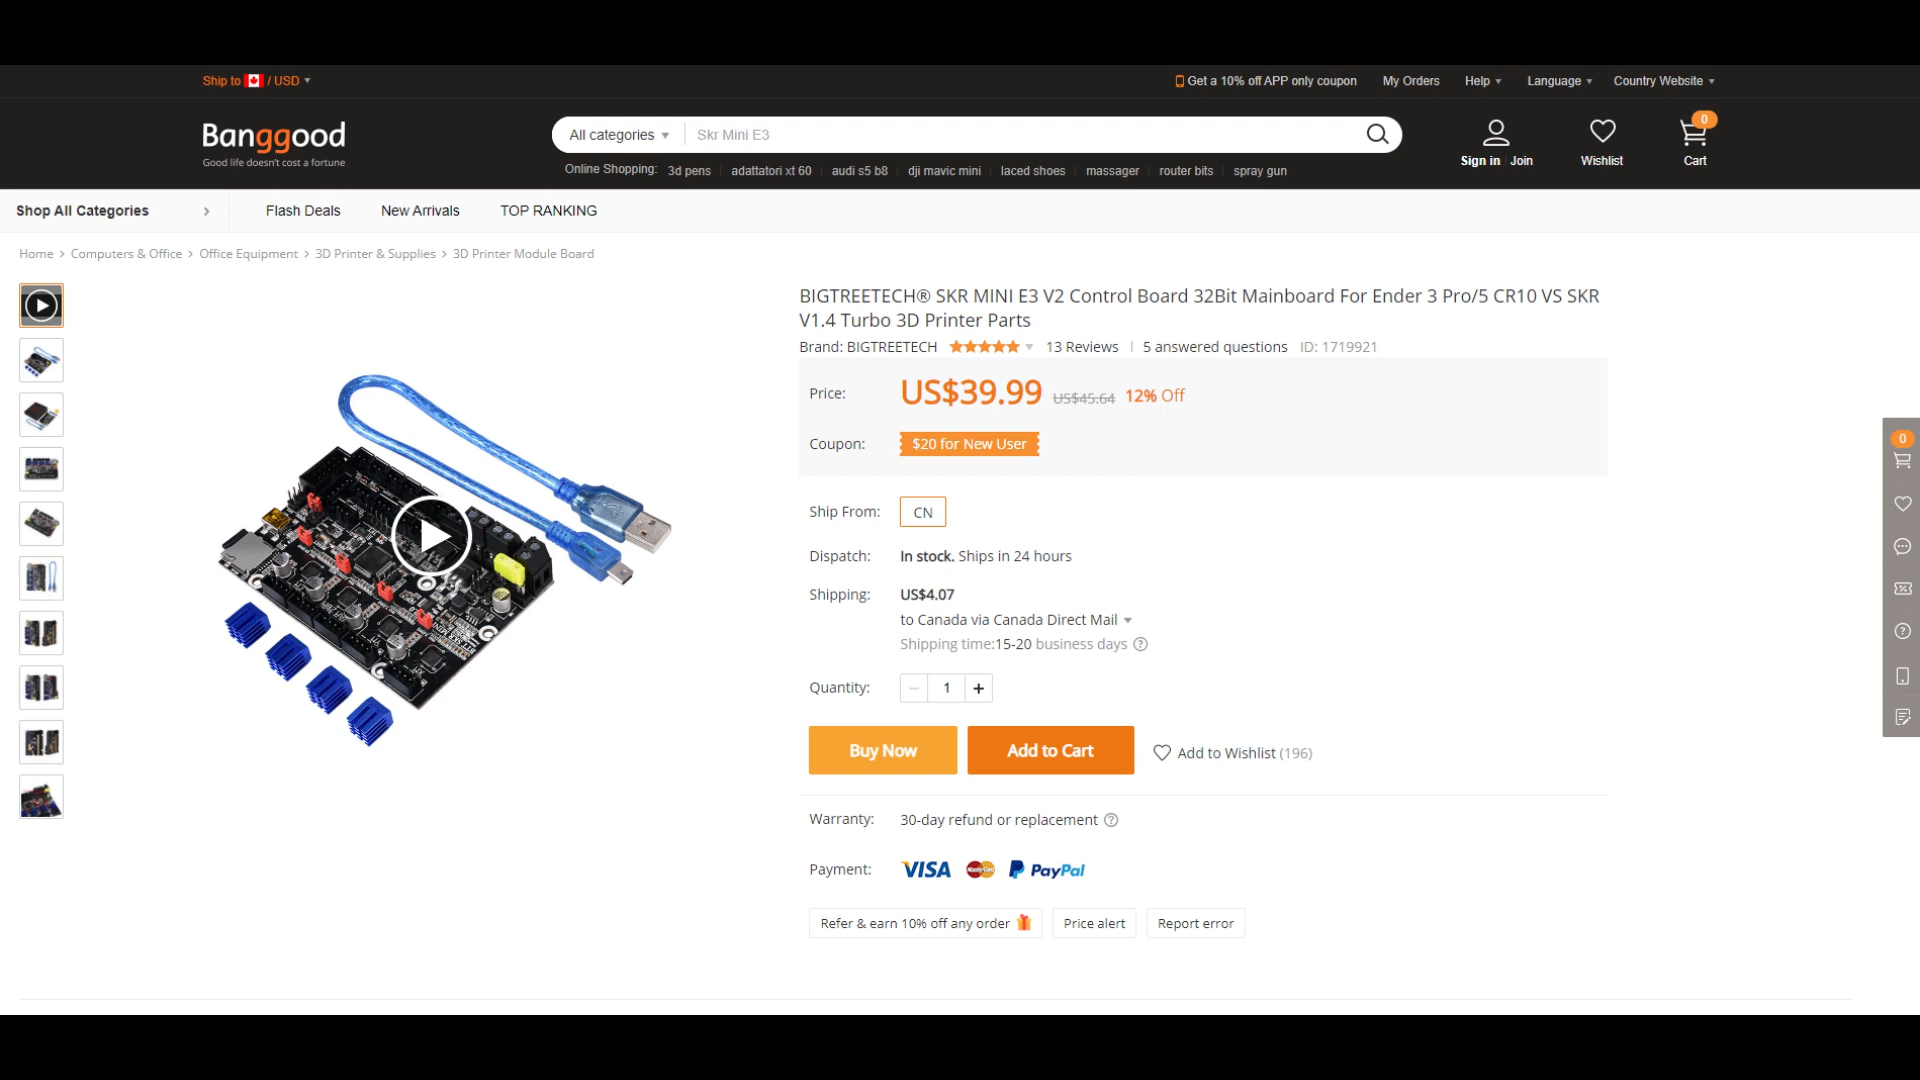 Ship to / USD
Get a 10% off APP only coupon
My Orders
Help
Language
Country Website
Banggood
Good life doesn't cost a fortune
All categories
Skr Mini E3
Online Shopping:
3d pens
adattatori xt 60
audi s5 b8
dji mavic mini
laced shoes
massager
router bits
spray gun
Sign in Join
Wishlist
0
Cart
Shop All Categories
Flash Deals
New Arrivals
TOP RANKING
Home > Computers & Office > Office Equipment > 3D Printer & Supplies > 3D Printer Module Board
BIGTREETECH® SKR MINI E3 V2 Control Board 32Bit Mainboard For Ender 3 Pro/5 CR10 VS SKR
V1.4 Turbo 3D Printer Parts
Brand: BIGTREETECH 13 Reviews 5 answered questions ID: 1719921
Price: US$39.99 US$45.64 12% Off
Coupon: $20 for New User
Ship From: CN
Dispatch: In stock. Ships in 24 hours
Shipping: US$4.07
to Canada via Canada Direct Mail
Shipping time:15-20 business days
Quantity: 1
Buy Now
Add to Cart
Add to Wishlist (196)
Warranty: 30-day refund or replacement
Payment: VISA MasterCard PayPal
Refer & earn 10% off any order
Price alert
Report error
0